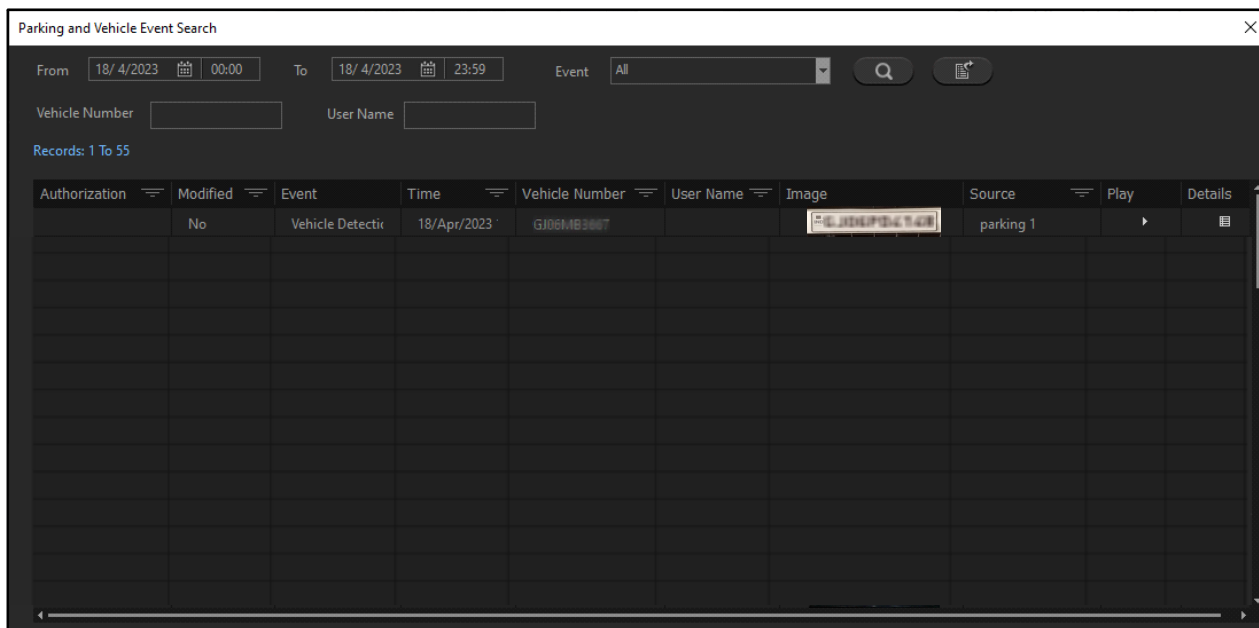 Parking and Vehicle Event Search
From 18/ 4/2023 00:00 To 18/ 4/2023 23:59 Event All
Vehicle Number User Name
Records: 1 To 55
Authorization Modified Event Time Vehicle Number User Name Image Source Play Details
No Vehicle Detectic 18/Apr/2023 parking 1